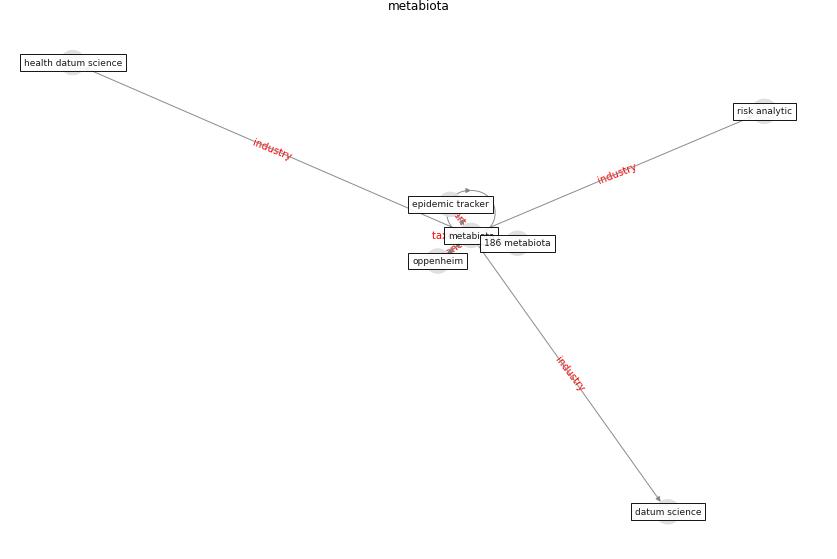 metabiota
health datum science
risk analytic
industry
industry
epidemic tracker
metabiota
186 metabiota
oppenheim
industry
datum science